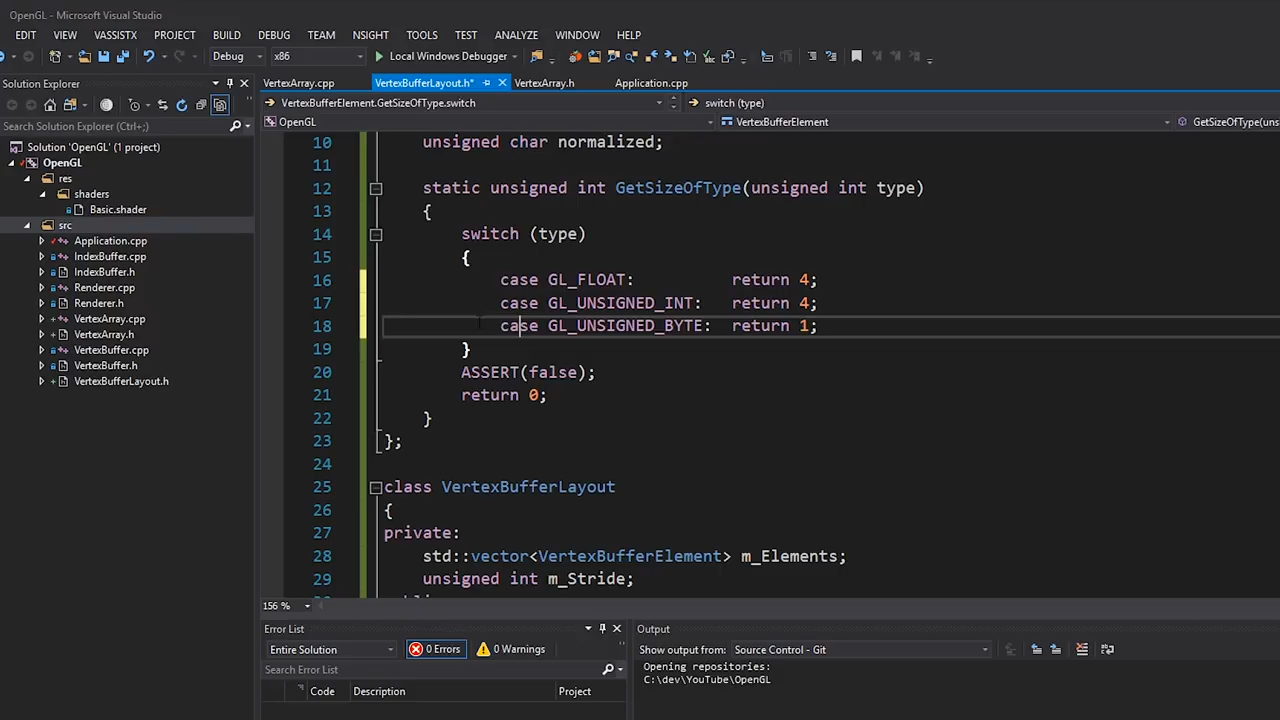 OpenGL - Microsoft Visual Studio
EDIT VIEW VASSISTX PROJECT BUILD DEBUG TEAM NSIGHT TOOLS TEST ANALYZE WINDOW HELP
Debug x86 Local Windows Debugger
Solution Explorer
VertexArray.cpp VertexBufferLayout.h* VertexArray.h Application.cpp
VertexBufferElement.GetSizeOfType.switch switch (type)
OpenGL VertexBufferElement GetSizeOfType(uns
Search Solution Explorer (Ctrl+;)
Solution 'OpenGL' (1 project)
OpenGL
res
shaders
Basic.shader
src
Application.cpp
IndexBuffer.cpp
IndexBuffer.h
Renderer.cpp
Renderer.h
VertexArray.cpp
VertexArray.h
VertexBuffer.cpp
VertexBuffer.h
VertexBufferLayout.h
10 unsigned char normalized;
11
12 static unsigned int GetSizeOfType(unsigned int type)
13 {
14 switch (type)
15 {
16 case GL_FLOAT: return 4;
17 case GL_UNSIGNED_INT: return 4;
18 case GL_UNSIGNED_BYTE: return 1;
19 }
20 ASSERT(false);
21 return 0;
22 }
23 };
24
25 class VertexBufferLayout
26 {
27 private:
28 std::vector<VertexBufferElement> m_Elements;
29 unsigned int m_Stride;
156 %
Error List
Entire Solution 0 Errors 0 Warnings
Search Error List
Code Description Project
Output
Show output from: Source Control - Git
Opening repositories:
C:\dev\YouTube\OpenGL